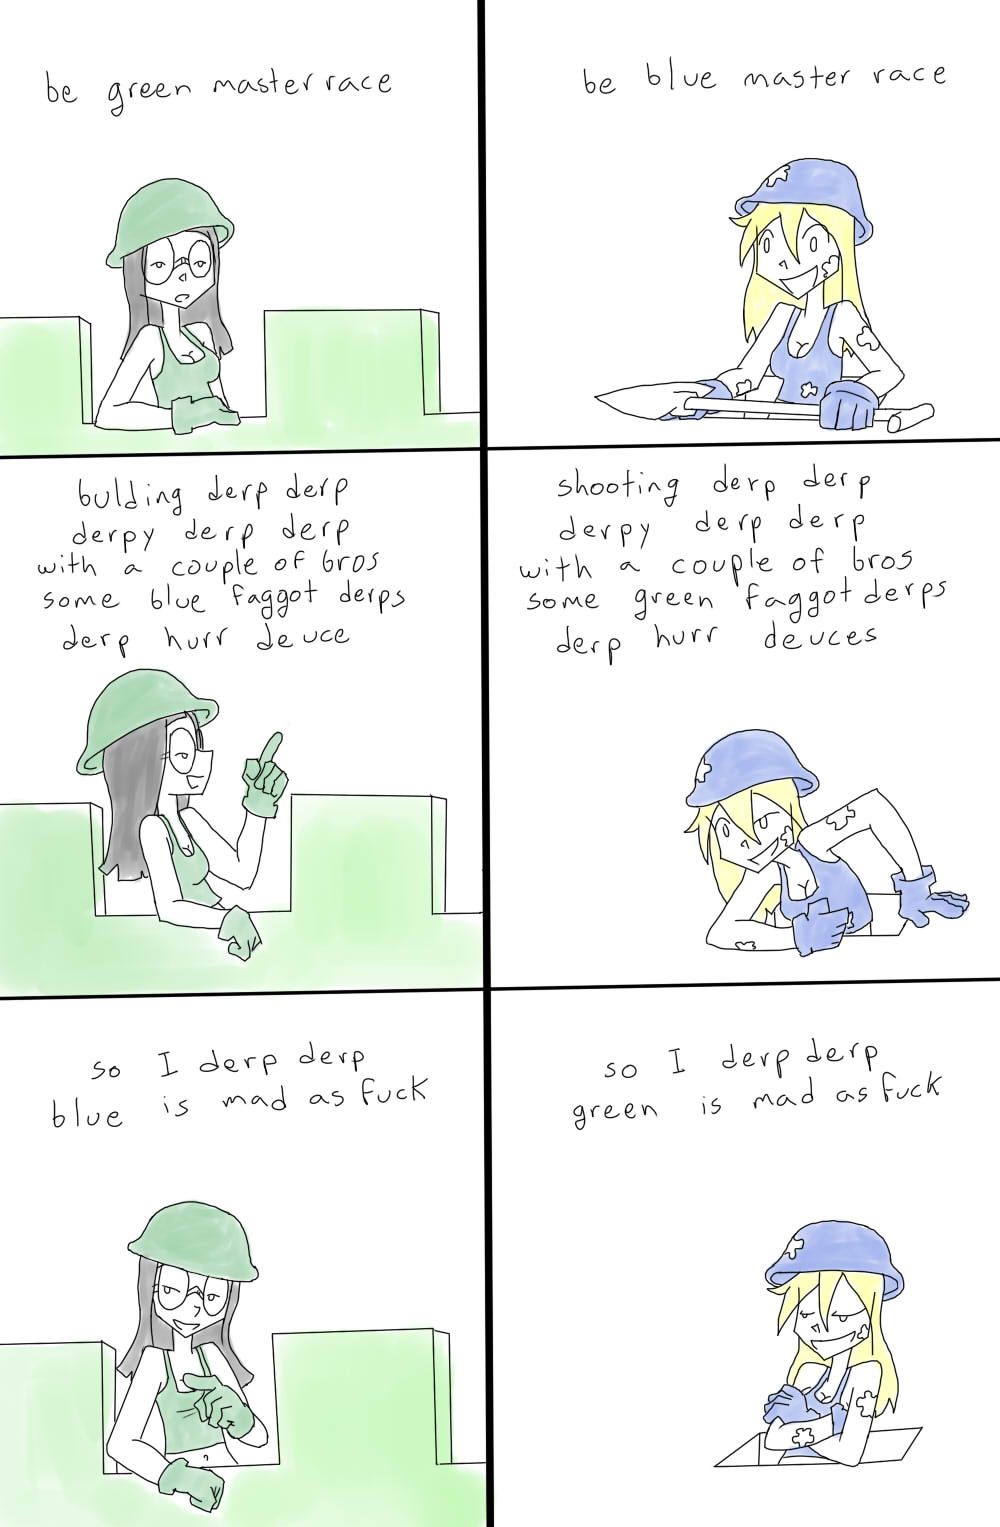 be green master race
be blue master race
bulding derp derp
derpy derp derp
with a couple of bros
some blue faggot derps
derp hurr deuce
shooting derp derp
derpy derp derp
with a couple of bros
some green faggot derps
derp hurr deuces
so I derp derp
blue is mad as fuck
so I derp derp
green is mad as fuck